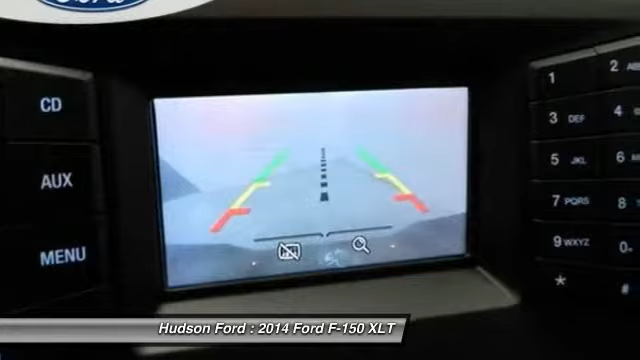 Ford
CD
AUX
MENU
1
2
3 DEF
4
5 JKL
6
7 PQRS
8
9 WXYZ
0
*
#
Hudson Ford : 2014 Ford F-150 XLT